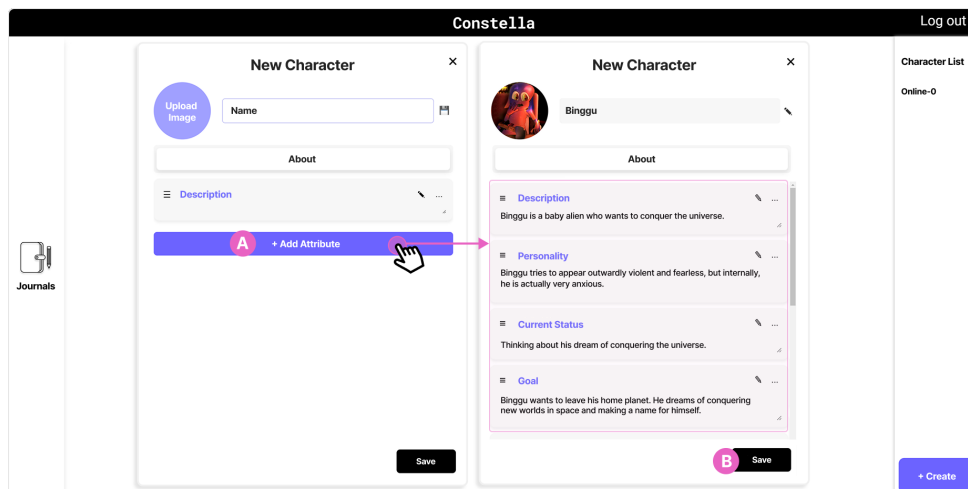 Constella
Log out
New Character
Upload
Image
Name
About
Description
...
A
+ Add Attribute
Save
New Character
Binggu
About
Description
...
Binggu is a baby alien who wants to conquer the universe.
Personality
...
Binggu tries to appear outwardly violent and fearless, but internally,
he is actually very anxious.
Current Status
...
Thinking about his dream of conquering the universe.
Goal
...
Binggu wants to leave his home planet. He dreams of conquering
new worlds in space and making a name for himself.
B
Save
Journals
Character List
Online-0
+ Create